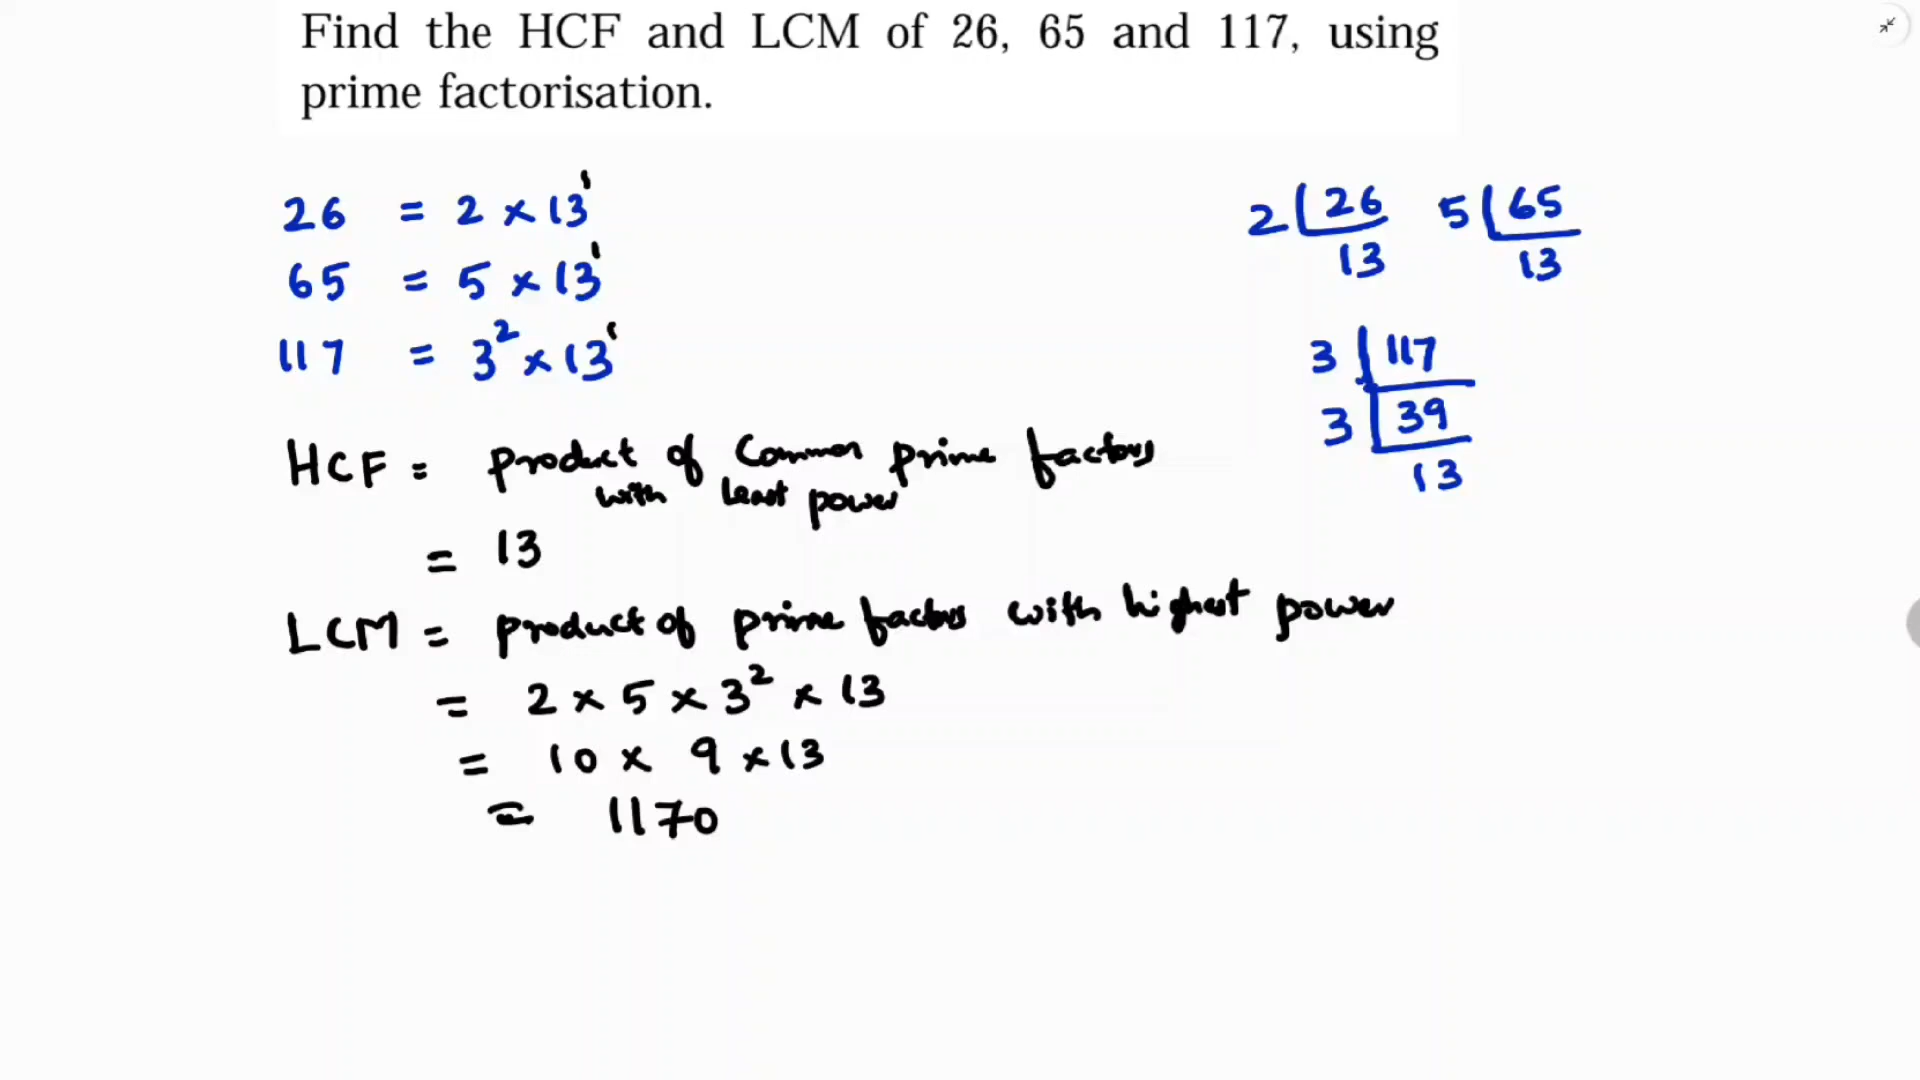 Find the HCF and LCM of 26, 65 and 117, using
prime factorisation.
26 = 2 × 13¹
65 = 5 × 13¹
117 = 3² × 13¹
2 26 5 65
13 13
3 117
3 39
13
HCF = product of Common prime factors
with least power
= 13
LCM = product of prime factors with highest power
= 2 × 5 × 3² × 13
= 10 × 9 × 13
= 1170